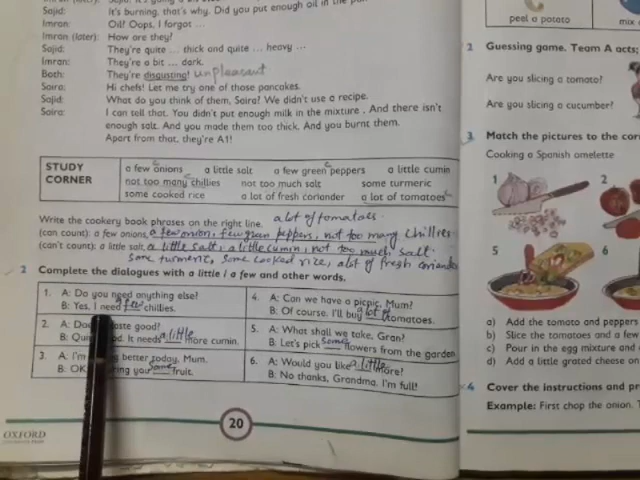 It's burning, that's why. Did you put enough oil in the
Imran: Oil? Oops, I forgot ...
Imran (later): How are they?
Sajid: They're quite ... thick and quite ... heavy ...
Imran: They're a bit ... dark.
Both: They're disgusting! unpleasant
Saira: Hi chefs! Let me try one of those pancakes.
Sajid: What do you think of them, Saira? We didn't use a recipe.
Saira: I can tell that. You didn't put enough milk in the mixture. And there isn't
enough salt. And you made them too thick. And you burnt them.
Apart from that, they're A1!
STUDY CORNER
a few onions a little salt a few green peppers a little cumin
not too many chillies not too much salt some turmeric
some cooked rice a lot of fresh coriander a lot of tomatoes
Write the cookery book phrases on the right line. a lot of tomatoes
(can count): a few onions, a few onion, few green peppers, not too many chillies
(can't count): a little salt, a little salt, a little cumin, not too much salt
some turmeric, some cooked rice, a lot of fresh coriander
2 Complete the dialogues with a little / a few and other words.
1. A: Do you need anything else?
B: Yes, I need a few chillies.
2. A: taste good?
B: It needs a little more cumin.
3. A: I'm better today, Mum.
B: some fruit.
4. A: Can we have a picnic, Mum?
B: Of course. I'll buy a lot of tomatoes.
5. A: What shall we take, Gran?
B: Let's pick some flowers from the garden
6. A: Would you like a little more?
B: No thanks, Grandma. I'm full!
20
OXFORD
peel a potato mix
2 Guessing game. Team A acts;
Are you slicing a tomato?
Are you slicing a cucumber?
3 Match the pictures to the
Cooking a Spanish omelette
1 2
5 6
a) Add the tomato and peppers
b) Slice the tomatoes and a few
c) Pour in the egg mixture and
d) Add a little grated cheese on
4 Cover the instructions and
Example: First chop the onion.